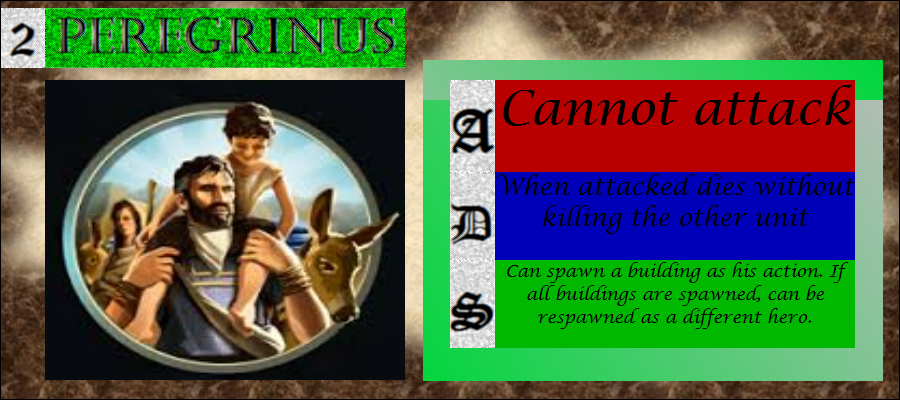 2 PEREGRINUS
A Cannot attack
D When attacked dies without
killing the other unit
S Can spawn a building as his action. If
all buildings are spawned, can be
respawned as a different hero.